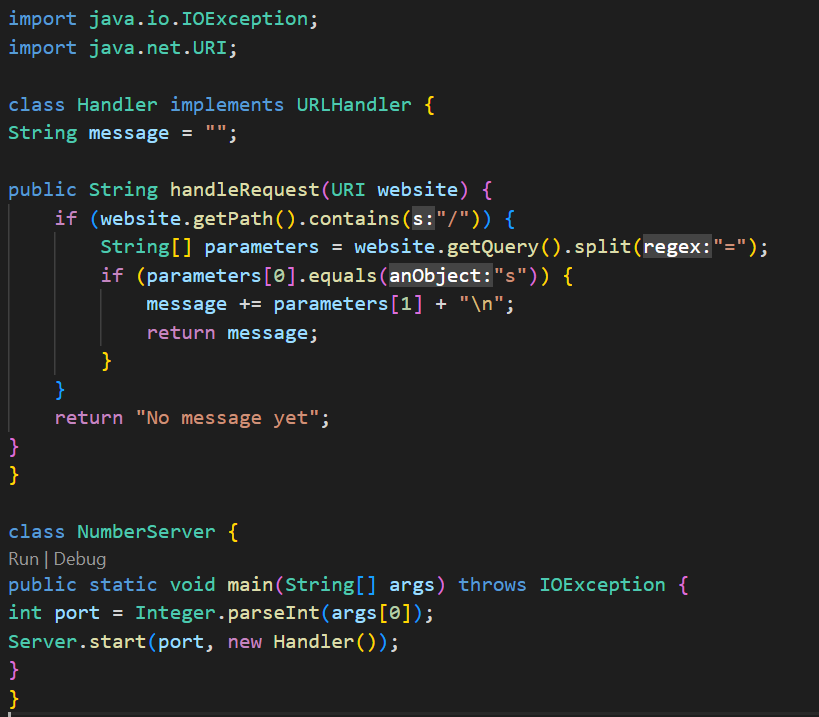 import java.io.IOException;
import java.net.URI;

class Handler implements URLHandler {
String message = "";

public String handleRequest(URI website) {
    if (website.getPath().contains(s:"/")) {
        String[] parameters = website.getQuery().split(regex:"=");
        if (parameters[0].equals(anObject:"s")) {
            message += parameters[1] + "\n";
            return message;
        }
    }
    return "No message yet";
}
}

class NumberServer {
Run | Debug
public static void main(String[] args) throws IOException {
int port = Integer.parseInt(args[0]);
Server.start(port, new Handler());
}
}